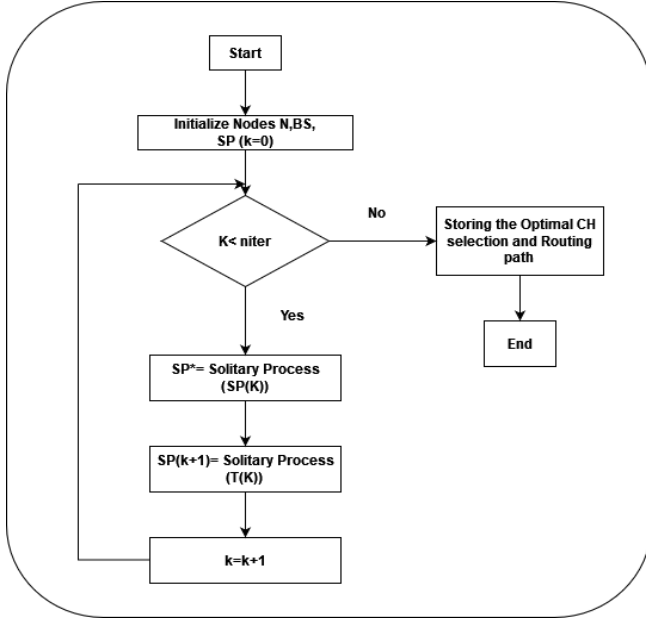 Start
Initialize Nodes N,BS,
SP (k=0)
K< niter
No
Storing the Optimal CH
selection and Routing
path
Yes
End
SP*= Solitary Process
(SP(K))
SP(k+1)= Solitary Process
(T(K))
k=k+1